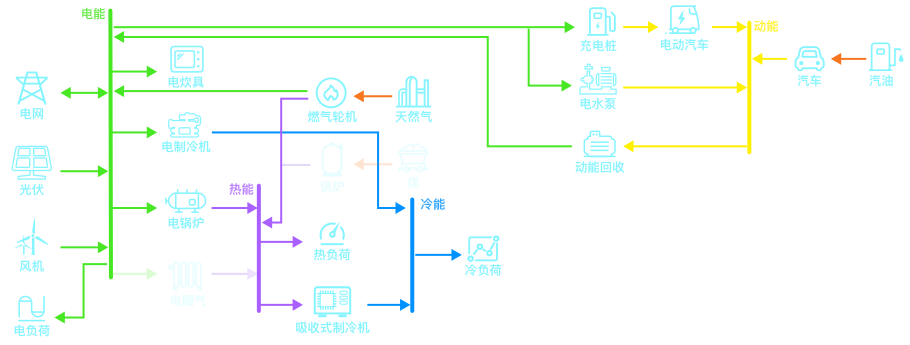 电能
充电桩
电动汽车
动能
电炊具
汽车
汽油
电网
燃气轮机
天然气
电水泵
电制冷机
动能回收
锅炉
煤
光伏
热能
冷能
电锅炉
风机
热负荷
冷负荷
电暖气
电负荷
吸收式制冷机